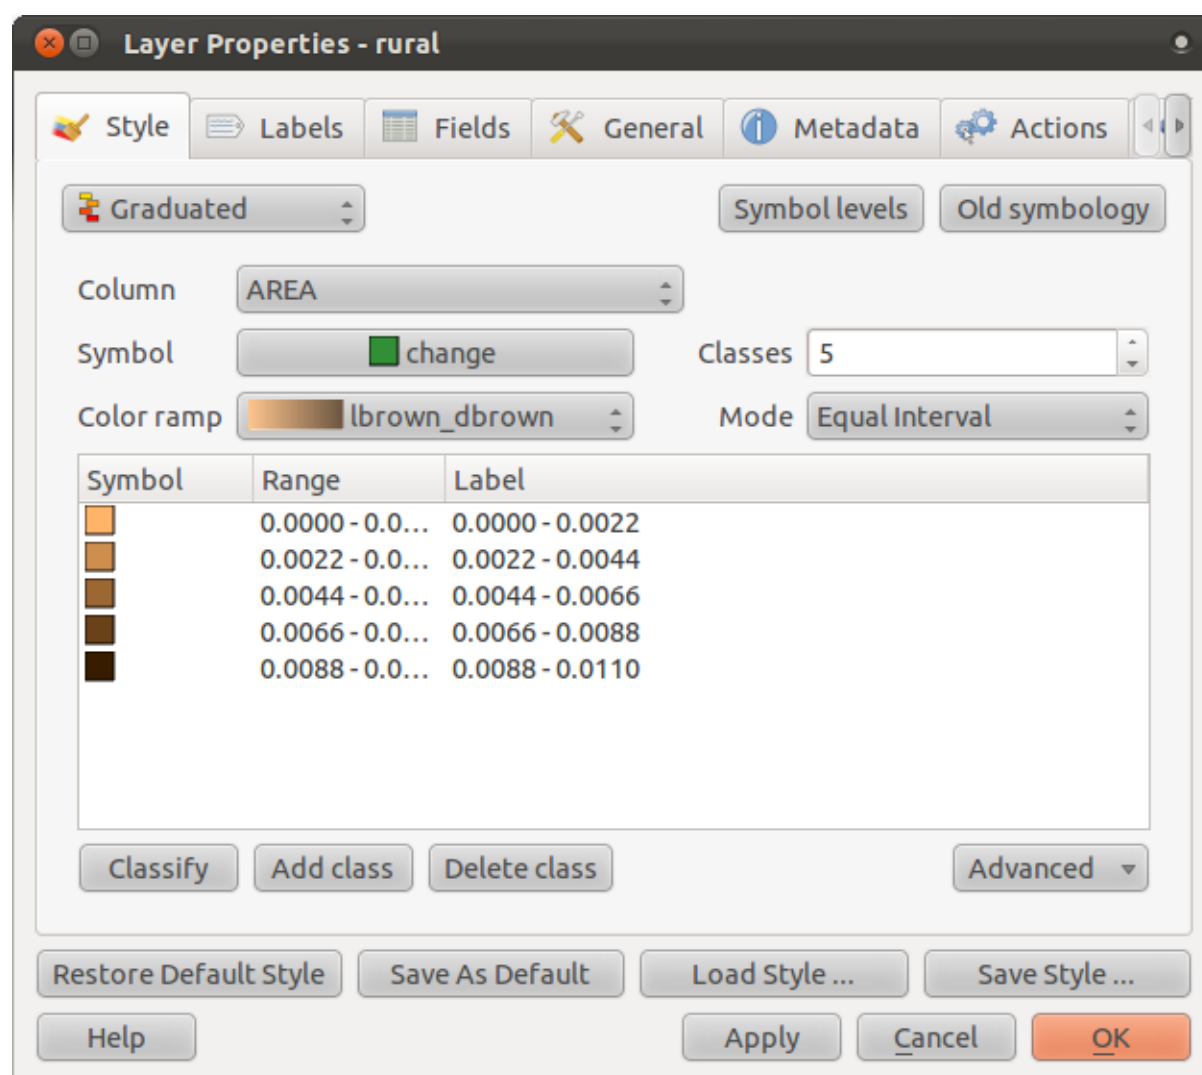 Layer Properties - rural
Style Labels Fields General Metadata Actions
Graduated Symbol levels Old symbology
Column AREA
Symbol change Classes 5
Color ramp lbrown_dbrown Mode Equal Interval
Symbol Range Label
0.0000 - 0.0... 0.0000 - 0.0022
0.0022 - 0.0... 0.0022 - 0.0044
0.0044 - 0.0... 0.0044 - 0.0066
0.0066 - 0.0... 0.0066 - 0.0088
0.0088 - 0.0... 0.0088 - 0.0110
Classify Add class Delete class Advanced
Restore Default Style Save As Default Load Style ... Save Style ...
Help Apply Cancel OK